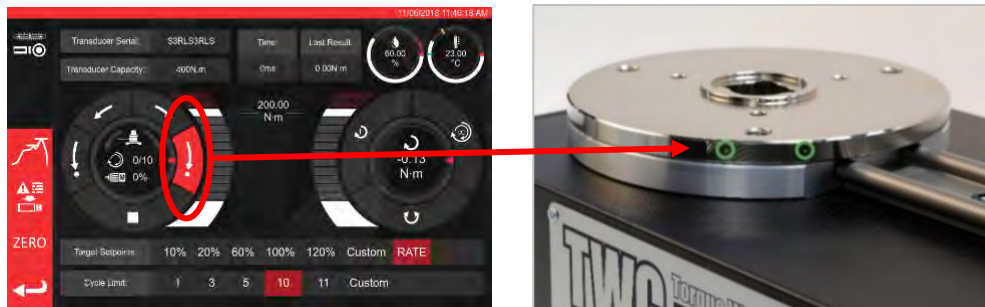 11/06/2018 11:46:18 AM
Transducer Serial: S3RLS3RLS Time: Last Result:
60.00 % 23.00 °C
Transducer Capacity: 400N.m 0ms 0.00N m
200.00
N·m
0/10
0%
-0.13
N·m
ZERO
Target Setpoints: 10% 20% 60% 100% 120% Custom RATE
Cycle Limit: 1 3 5 10 11 Custom
TWC